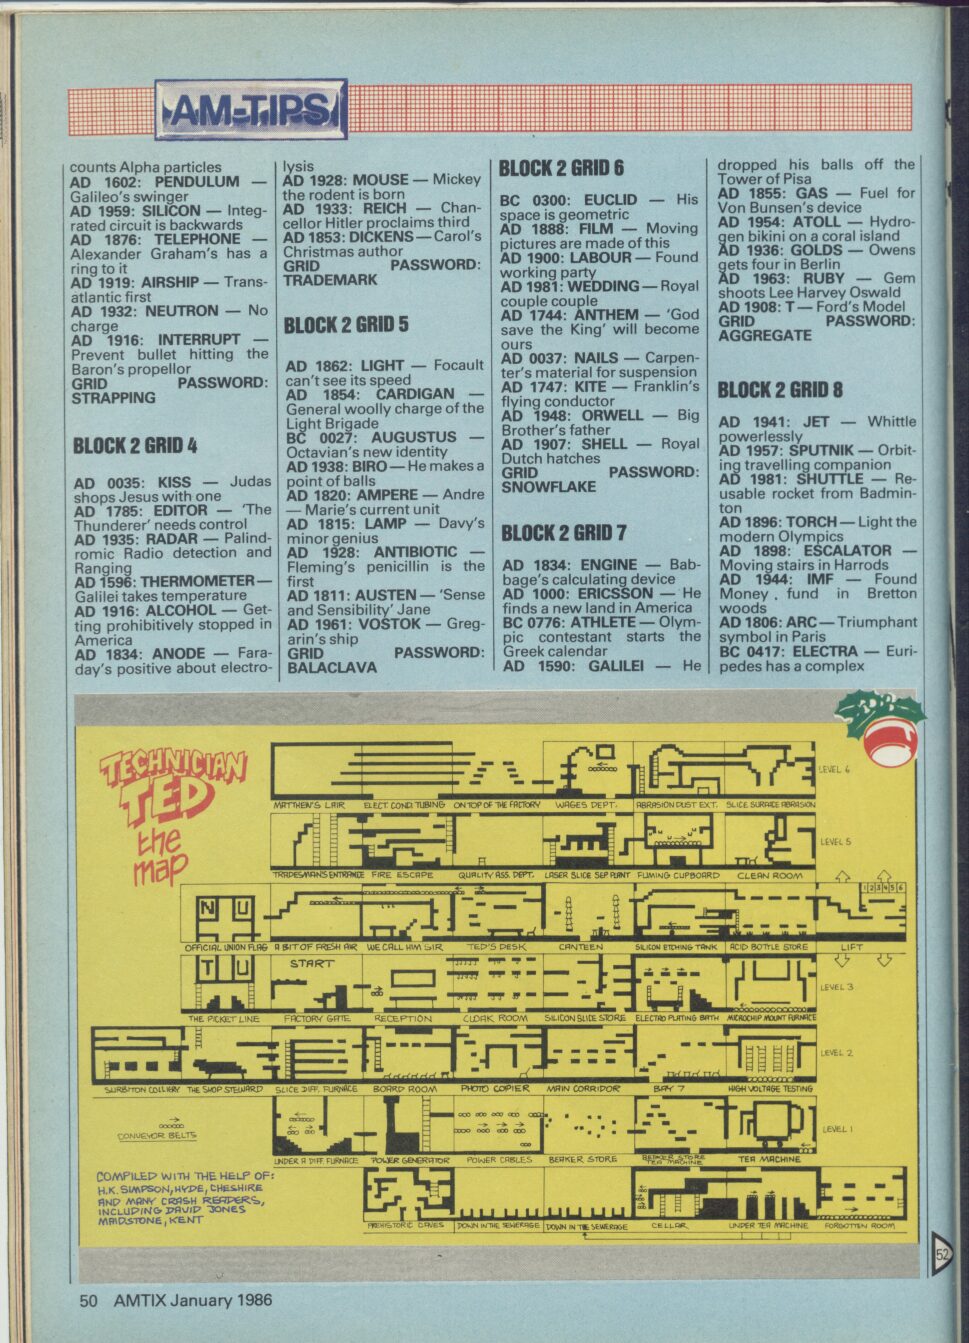 AM-TIPS
counts Alpha particles
AD 1602: PENDULUM —
Galileo's swinger
AD 1959: SILICON — Integ-
rated circuit is backwards
AD 1876: TELEPHONE —
Alexander Graham's has a
ring to it
AD 1919: AIRSHIP — Trans-
atlantic first
AD 1932: NEUTRON — No
charge
AD 1916: INTERRUPT —
Prevent bullet hitting the
Baron's propellor
GRID PASSWORD:
STRAPPING
BLOCK 2 GRID 4
AD 0035: KISS — Judas
shops Jesus with one
AD 1785: EDITOR — 'The
Thunderer' needs control
AD 1935: RADAR — Palind-
romic Radio detection and
Ranging
AD 1596: THERMOMETER —
Galilei takes temperature
AD 1916: ALCOHOL — Get-
ting prohibitively stopped in
America
AD 1834: ANODE — Fara-
day's positive about electro-
lysis
AD 1928: MOUSE — Mickey
the rodent is born
AD 1933: REICH — Chan-
cellor Hitler proclaims third
AD 1853: DICKENS — Carol's
Christmas author
GRID PASSWORD:
TRADEMARK
BLOCK 2 GRID 5
AD 1862: LIGHT — Focault
can't see its speed
AD 1854: CARDIGAN —
General woolly charge of the
Light Brigade
BC 0027: AUGUSTUS —
Octavian's new identity
AD 1938: BIRO — He makes a
point of balls
AD 1820: AMPERE — Andre
— Marie's current unit
AD 1815: LAMP — Davy's
minor genius
AD 1928: ANTIBIOTIC —
Fleming's penicillin is the
first
AD 1811: AUSTEN — 'Sense
and Sensibility' Jane
AD 1961: VOSTOK — Greg-
arin's ship
GRID PASSWORD:
BALACLAVA
BLOCK 2 GRID 6
BC 0300: EUCLID — His
space is geometric
AD 1888: FILM — Moving
pictures are made of this
AD 1900: LABOUR — Found
working party
AD 1981: WEDDING — Royal
couple couple
AD 1744: ANTHEM — 'God
save the King' will become
ours
AD 0037: NAILS — Carpen-
ter's material for suspension
AD 1747: KITE — Franklin's
flying conductor
AD 1948: ORWELL — Big
Brother's father
AD 1907: SHELL — Royal
Dutch hatches
GRID PASSWORD:
SNOWFLAKE
BLOCK 2 GRID 7
AD 1834: ENGINE — Bab-
bage's calculating device
AD 1000: ERICSSON — He
finds a new land in America
BC 0776: ATHLETE — Olym-
pic contestant starts the
Greek calendar
AD 1590: GALILEI — He
dropped his balls off the
Tower of Pisa
AD 1855: GAS — Fuel for
Von Bunsen's device
AD 1954: ATOLL — Hydro-
gen bikini on a coral island
AD 1936: GOLDS — Owens
gets four in Berlin
AD 1963: RUBY — Gem
shoots Lee Harvey Oswald
AD 1908: T — Ford's Model
GRID PASSWORD:
AGGREGATE
BLOCK 2 GRID 8
AD 1941: JET — Whittle
powerlessly
AD 1957: SPUTNIK — Orbit-
ing travelling companion
AD 1981: SHUTTLE — Re-
usable rocket from Badmin-
ton
AD 1896: TORCH — Light the
modern Olympics
AD 1898: ESCALATOR —
Moving stairs in Harrods
AD 1944: IMF — Found
Money . fund in Bretton
woods
AD 1806: ARC — Triumphant
symbol in Paris
BC 0417: ELECTRA — Euri-
pedes has a complex
TECHNICIAN
TED
the
map
LEVEL 6
MATTHEW'S LAIR ELECT. COND. TUBING ON TOP OF THE FACTORY WAGES DEPT. ABRASION DUST EXT. SLICE SURFACE ABRASION
LEVEL 5
TRADESMAN'S ENTRANCE FIRE ESCAPE QUALITY ASS. DEPT. LASER SLICE SEP PLANT FUMING CUPBOARD CLEAN ROOM
N U
1 2 3 4 5 6
OFFICIAL UNION FLAG A BIT OF FRESH AIR WE CALL HIM SIR TED'S DESK CANTEEN SILICON ETCHING TANK ACID BOTTLE STORE LIFT
T U START
LEVEL 3
THE PICKET LINE FACTORY GATE RECEPTION CLOAK ROOM SILICON SLICE STORE ELECTRO PLATING BATH MICROCHIP MOUNT FURNACE
LEVEL 2
SURBITON COLLIERY THE SHOP STEWARD SLICE DIFF. FURNACE BOARD ROOM PHOTO COPIER MAIN CORRIDOR BAY 7 HIGH VOLTAGE TESTING
CONVEYOR BELTS
LEVEL 1
UNDER A DIFF. FURNACE POWER GENERATOR POWER CABLES BEAKER STORE BEAKER STORE TEA MACHINE TEA MACHINE
COMPILED WITH THE HELP OF:
H.K. SIMPSON, HYDE, CHESHIRE
AND MANY CRASH READERS,
INCLUDING DAVID JONES
MAIDSTONE, KENT
PREHISTORIC CAVES DOWN IN THE SEWERAGE DOWN IN THE SEWERAGE CELLAR UNDER TEA MACHINE FORGOTTEN ROOM
52
50 AMTIX January 1986